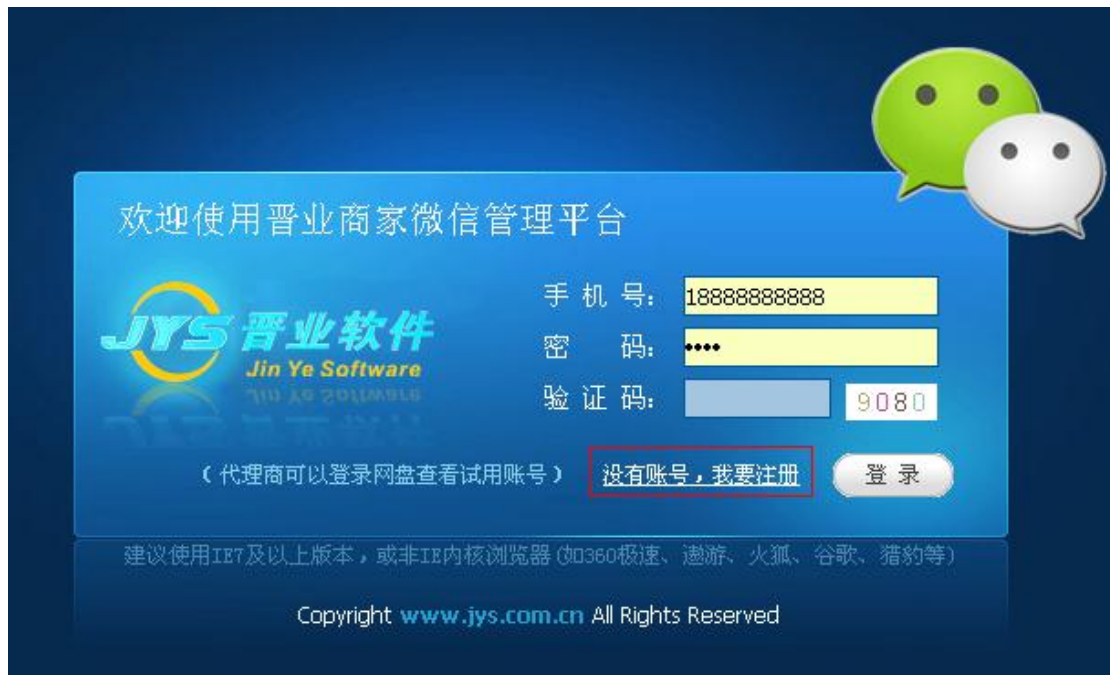 欢迎使用晋业商家微信管理平台
JYS 晋业软件
Jin Ye Software
手 机 号: 18888888888
密 码: ••••
验 证 码: 9080
(代理商可以登录网盘查看试用账号) 没有账号,我要注册 登 录
建议使用IE7及以上版本,或非IE内核浏览器(如360极速、遨游、火狐、谷歌、猎豹等)
Copyright www.jys.com.cn All Rights Reserved